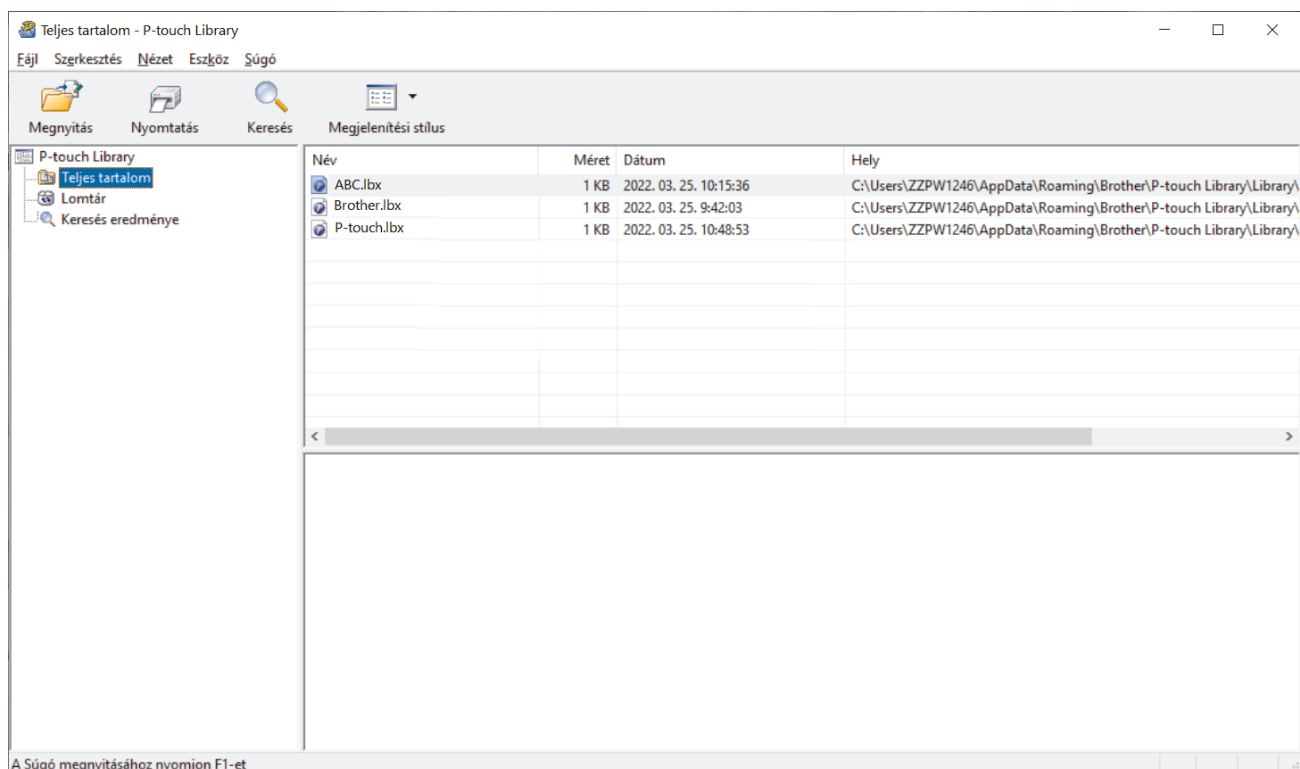 Teljes tartalom - P-touch Library
Fájl Szerkesztés Nézet Eszköz Súgó
Megnyitás Nyomtatás Keresés Megjelenítési stílus
P-touch Library
Teljes tartalom
Lomtár
Keresés eredménye
Név Méret Dátum Hely
ABC.lbx 1 KB 2022. 03. 25. 10:15:36 C:\Users\ZZPW1246\AppData\Roaming\Brother\P-touch Library\Library\
Brother.lbx 1 KB 2022. 03. 25. 9:42:03 C:\Users\ZZPW1246\AppData\Roaming\Brother\P-touch Library\Library\
P-touch.lbx 1 KB 2022. 03. 25. 10:48:53 C:\Users\ZZPW1246\AppData\Roaming\Brother\P-touch Library\Library\
A Súgó megnyitásához nyomjon F1-et